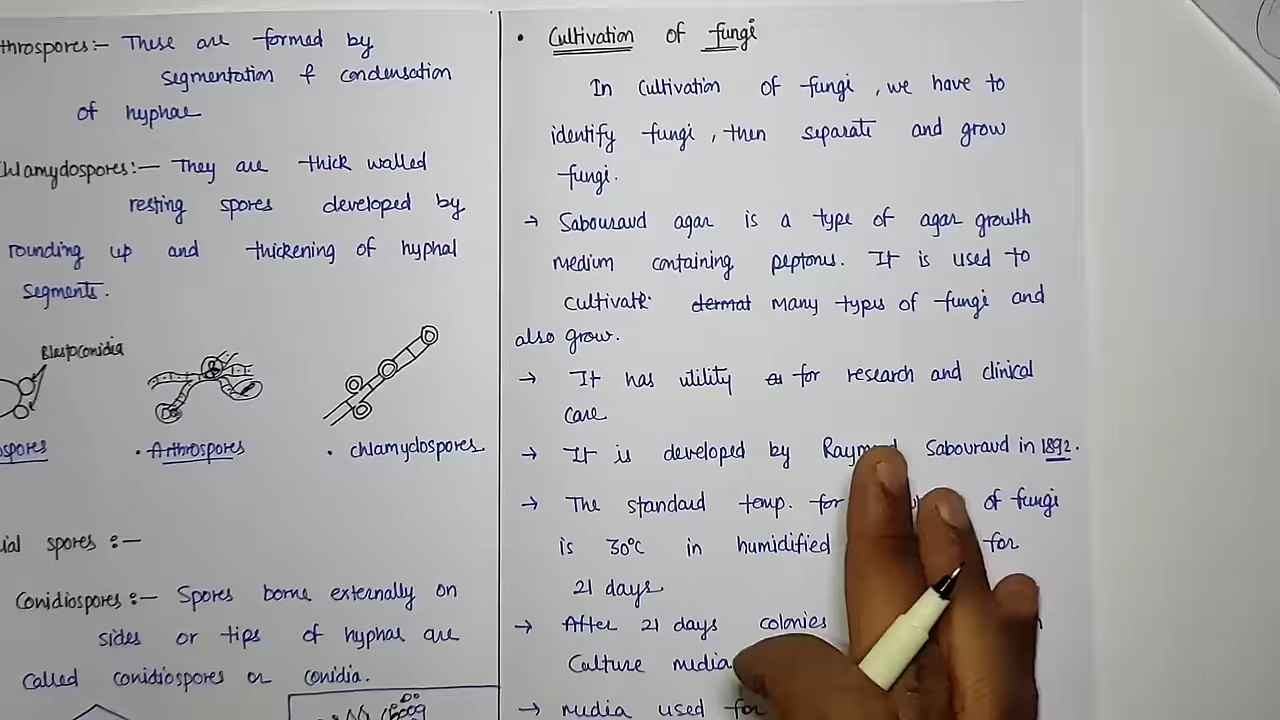 throspores:- These are formed by
segmentation & condensation
of hyphae
hlamydospores:- They are thick walled
resting spores developed by
rounding up and thickening of hyphal
segments.
Blastoconidia
ospores
• Arthrospores
• chlamydospores
ial spores :-
Conidiospores:- Spores borne externally on
sides or tips of hyphae are
called conidiospores or conidia.
• Cultivation of fungi
In cultivation of fungi, we have to
identify fungi, then separate and grow
fungi.
→ Sabouraud agar is a type of agar growth
medium containing peptones. It is used to
cultivate dermat many types of fungi and
also grow.
→ It has utility for research and clinical
care
→ It is developed by Raym Sabouraud in 1892.
→ The standard temp. for of fungi
is 30°C in humidified for
21 days
→ After 21 days colonies
culture media
→ media used for